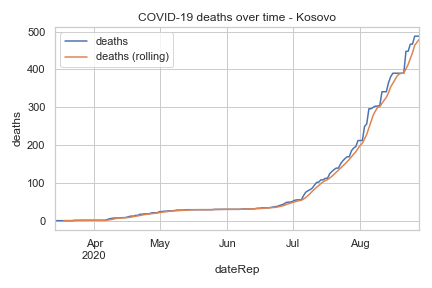 COVID-19 deaths over time - Kosovo
deaths
deaths (rolling)
500
400
300
200
100
0
deaths
Apr May Jun Jul Aug
2020
dateRep